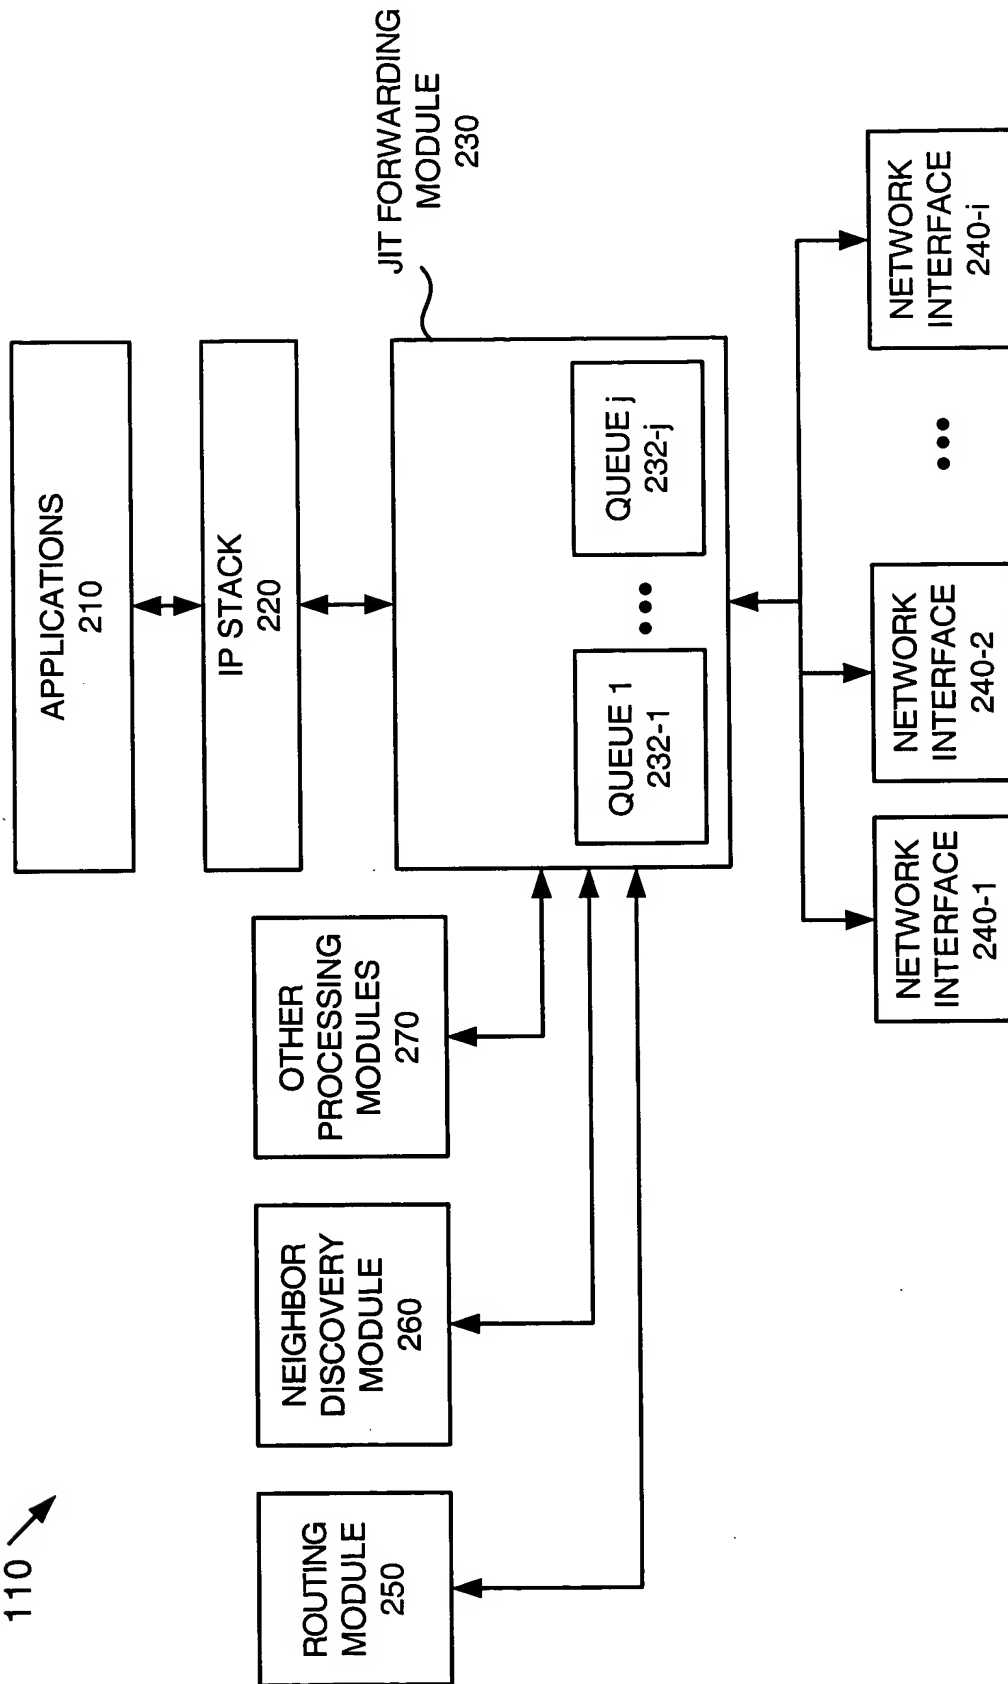 110
APPLICATIONS
210
IP STACK
220
JIT FORWARDING
MODULE
230
QUEUE 1
232-1
•••
QUEUE j
232-j
ROUTING
MODULE
250
NEIGHBOR
DISCOVERY
MODULE
260
OTHER
PROCESSING
MODULES
270
NETWORK
INTERFACE
240-1
NETWORK
INTERFACE
240-2
•••
NETWORK
INTERFACE
240-i